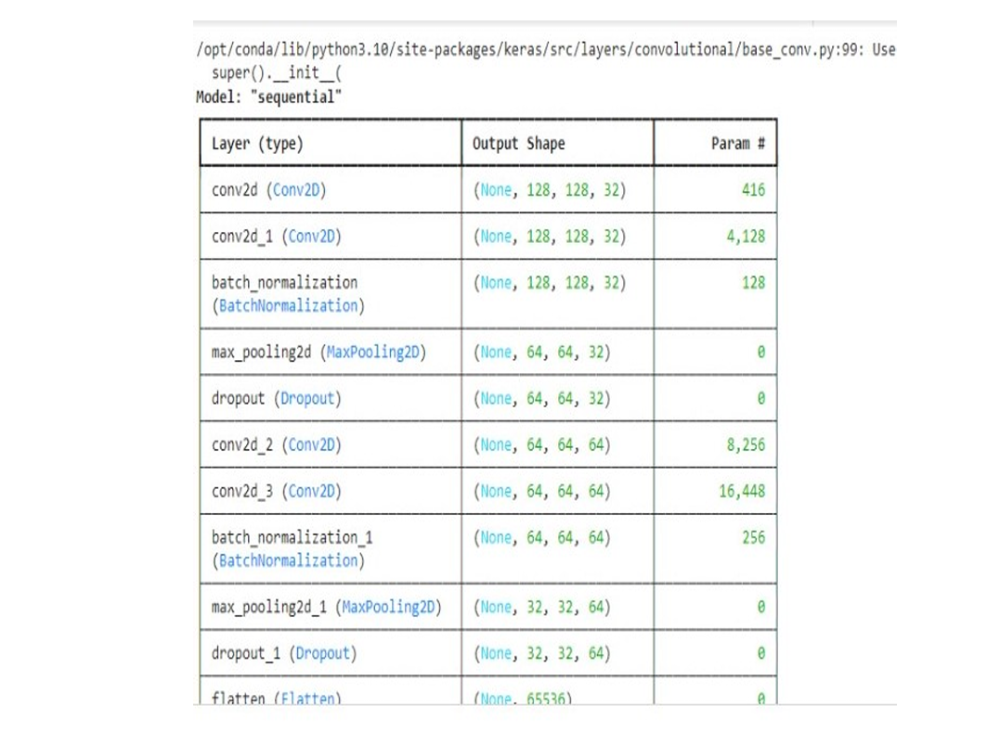 /opt/conda/lib/python3.10/site-packages/keras/src/layers/convolutional/base_conv.py:99: Use
super().__init__(
Model: "sequential"
Layer (type) Output Shape Param #
conv2d (Conv2D) (None, 128, 128, 32) 416
conv2d_1 (Conv2D) (None, 128, 128, 32) 4,128
batch_normalization (None, 128, 128, 32) 128
(BatchNormalization)
max_pooling2d (MaxPooling2D) (None, 64, 64, 32) 0
dropout (Dropout) (None, 64, 64, 32) 0
conv2d_2 (Conv2D) (None, 64, 64, 64) 8,256
conv2d_3 (Conv2D) (None, 64, 64, 64) 16,448
batch_normalization_1 (None, 64, 64, 64) 256
(BatchNormalization)
max_pooling2d_1 (MaxPooling2D) (None, 32, 32, 64) 0
dropout_1 (Dropout) (None, 32, 32, 64) 0
flatten (Flatten) (None, 65536) 0